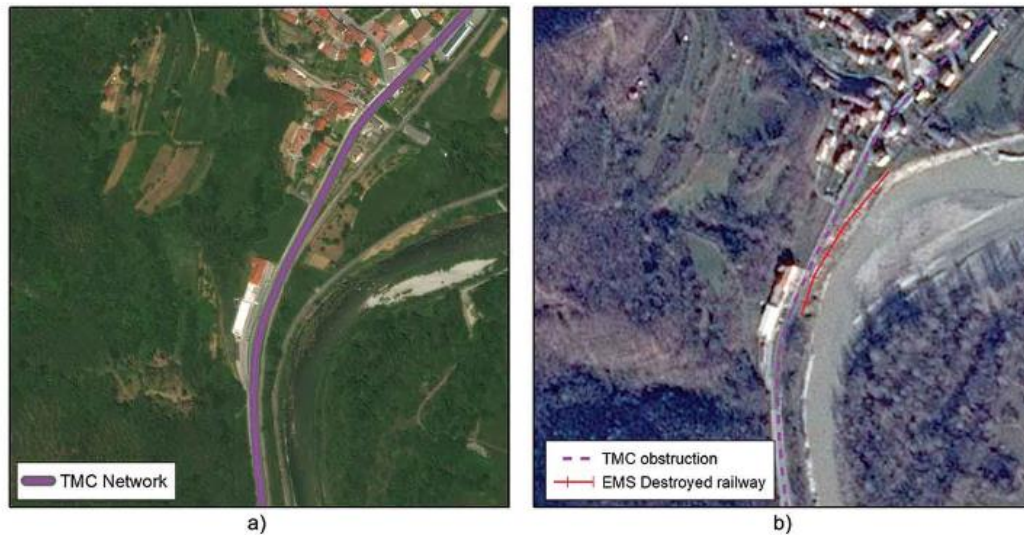 TMC Network
TMC obstruction
EMS Destroyed railway
a)
b)